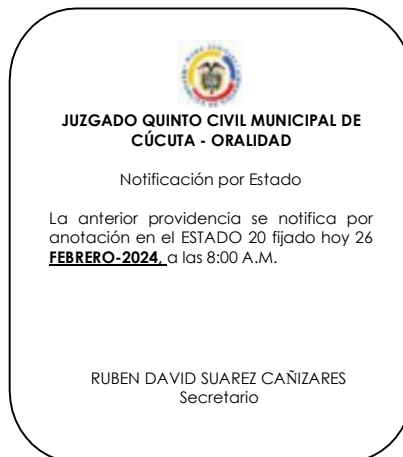 JUZGADO QUINTO CIVIL MUNICIPAL DE
CÚCUTA - ORALIDAD
Notificación por Estado
La anterior providencia se notifica por
anotación en el ESTADO 20 fijado hoy 26
FEBRERO-2024, a las 8:00 A.M.
RUBEN DAVID SUAREZ CAÑIZARES
Secretario